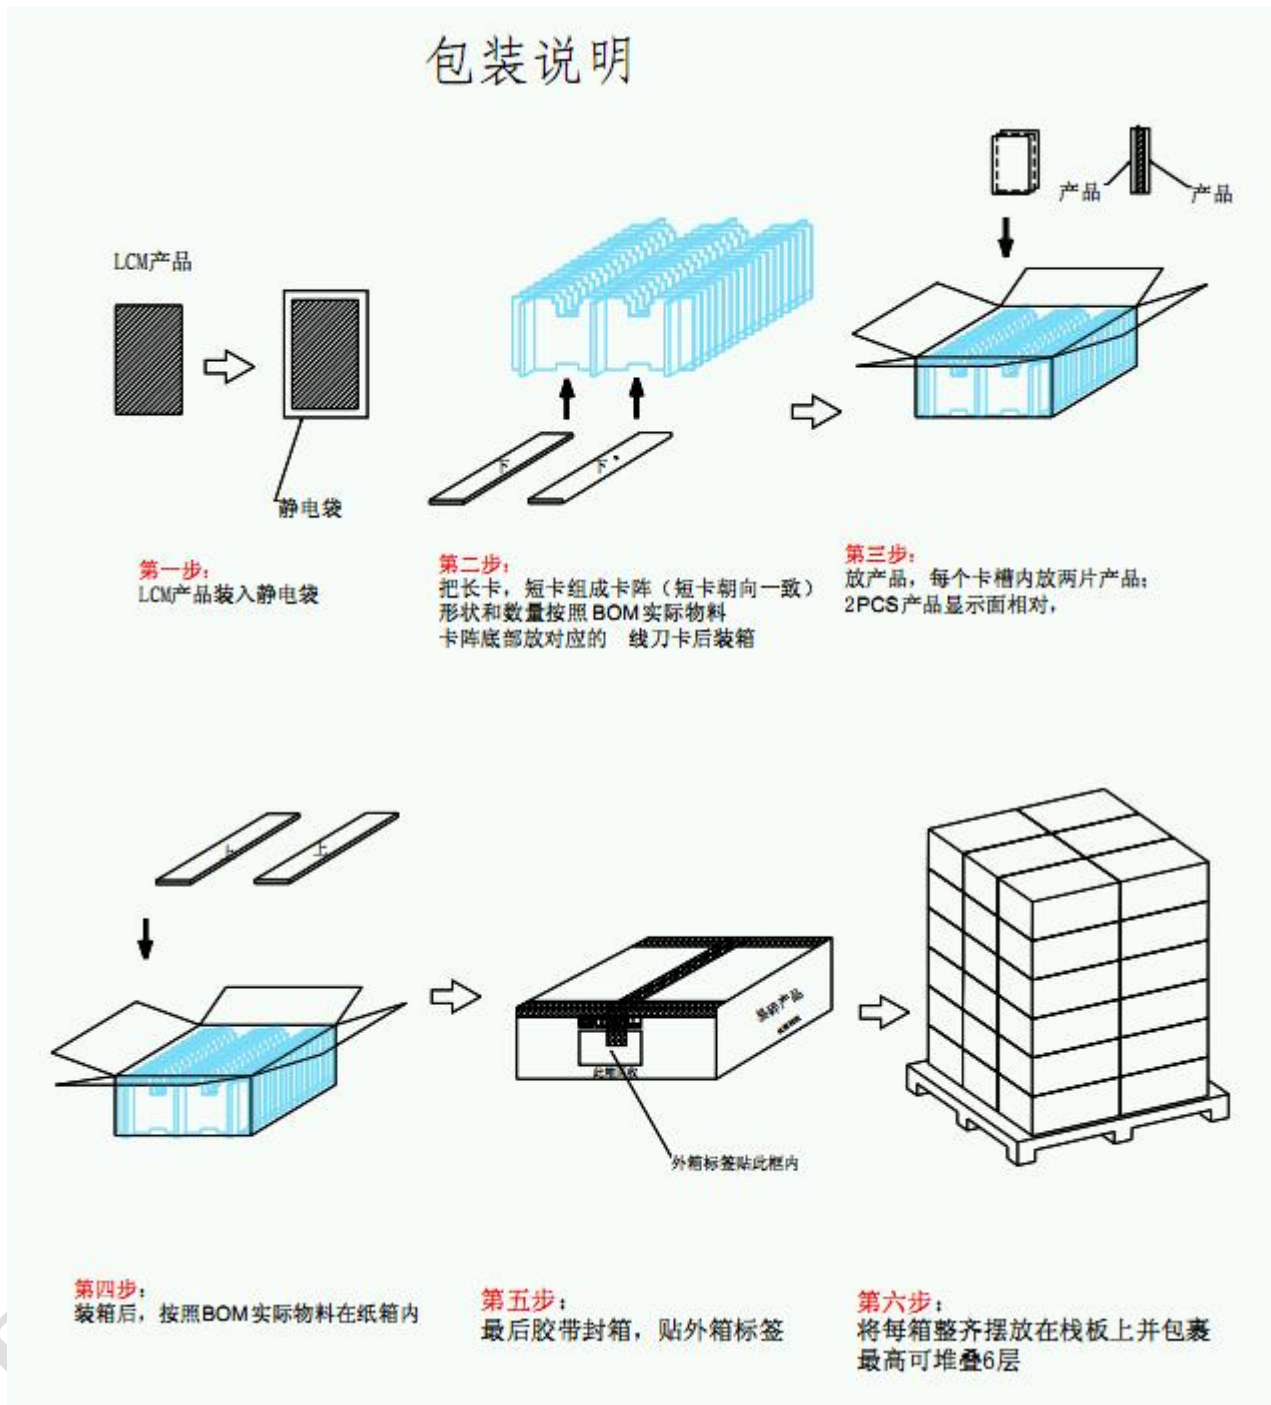 包装说明
LCM产品
静电袋
第一步：
LCM产品装入静电袋
下
下
第二步：
把长卡，短卡组成卡阵（短卡朝向一致）
形状和数量按照BOM实际物料
卡阵底部放对应的 线刀卡后装箱
产品
产品
第三步：
放产品，每个卡槽内放两片产品；
2PCS产品显示面相对，
上
上
第四步：
装箱后，按照BOM实际物料在纸箱内
易碎产品
外箱标签贴此框内
第五步：
最后胶带封箱，贴外箱标签
第六步：
将每箱整齐摆放在栈板上并包裹
最高可堆叠6层